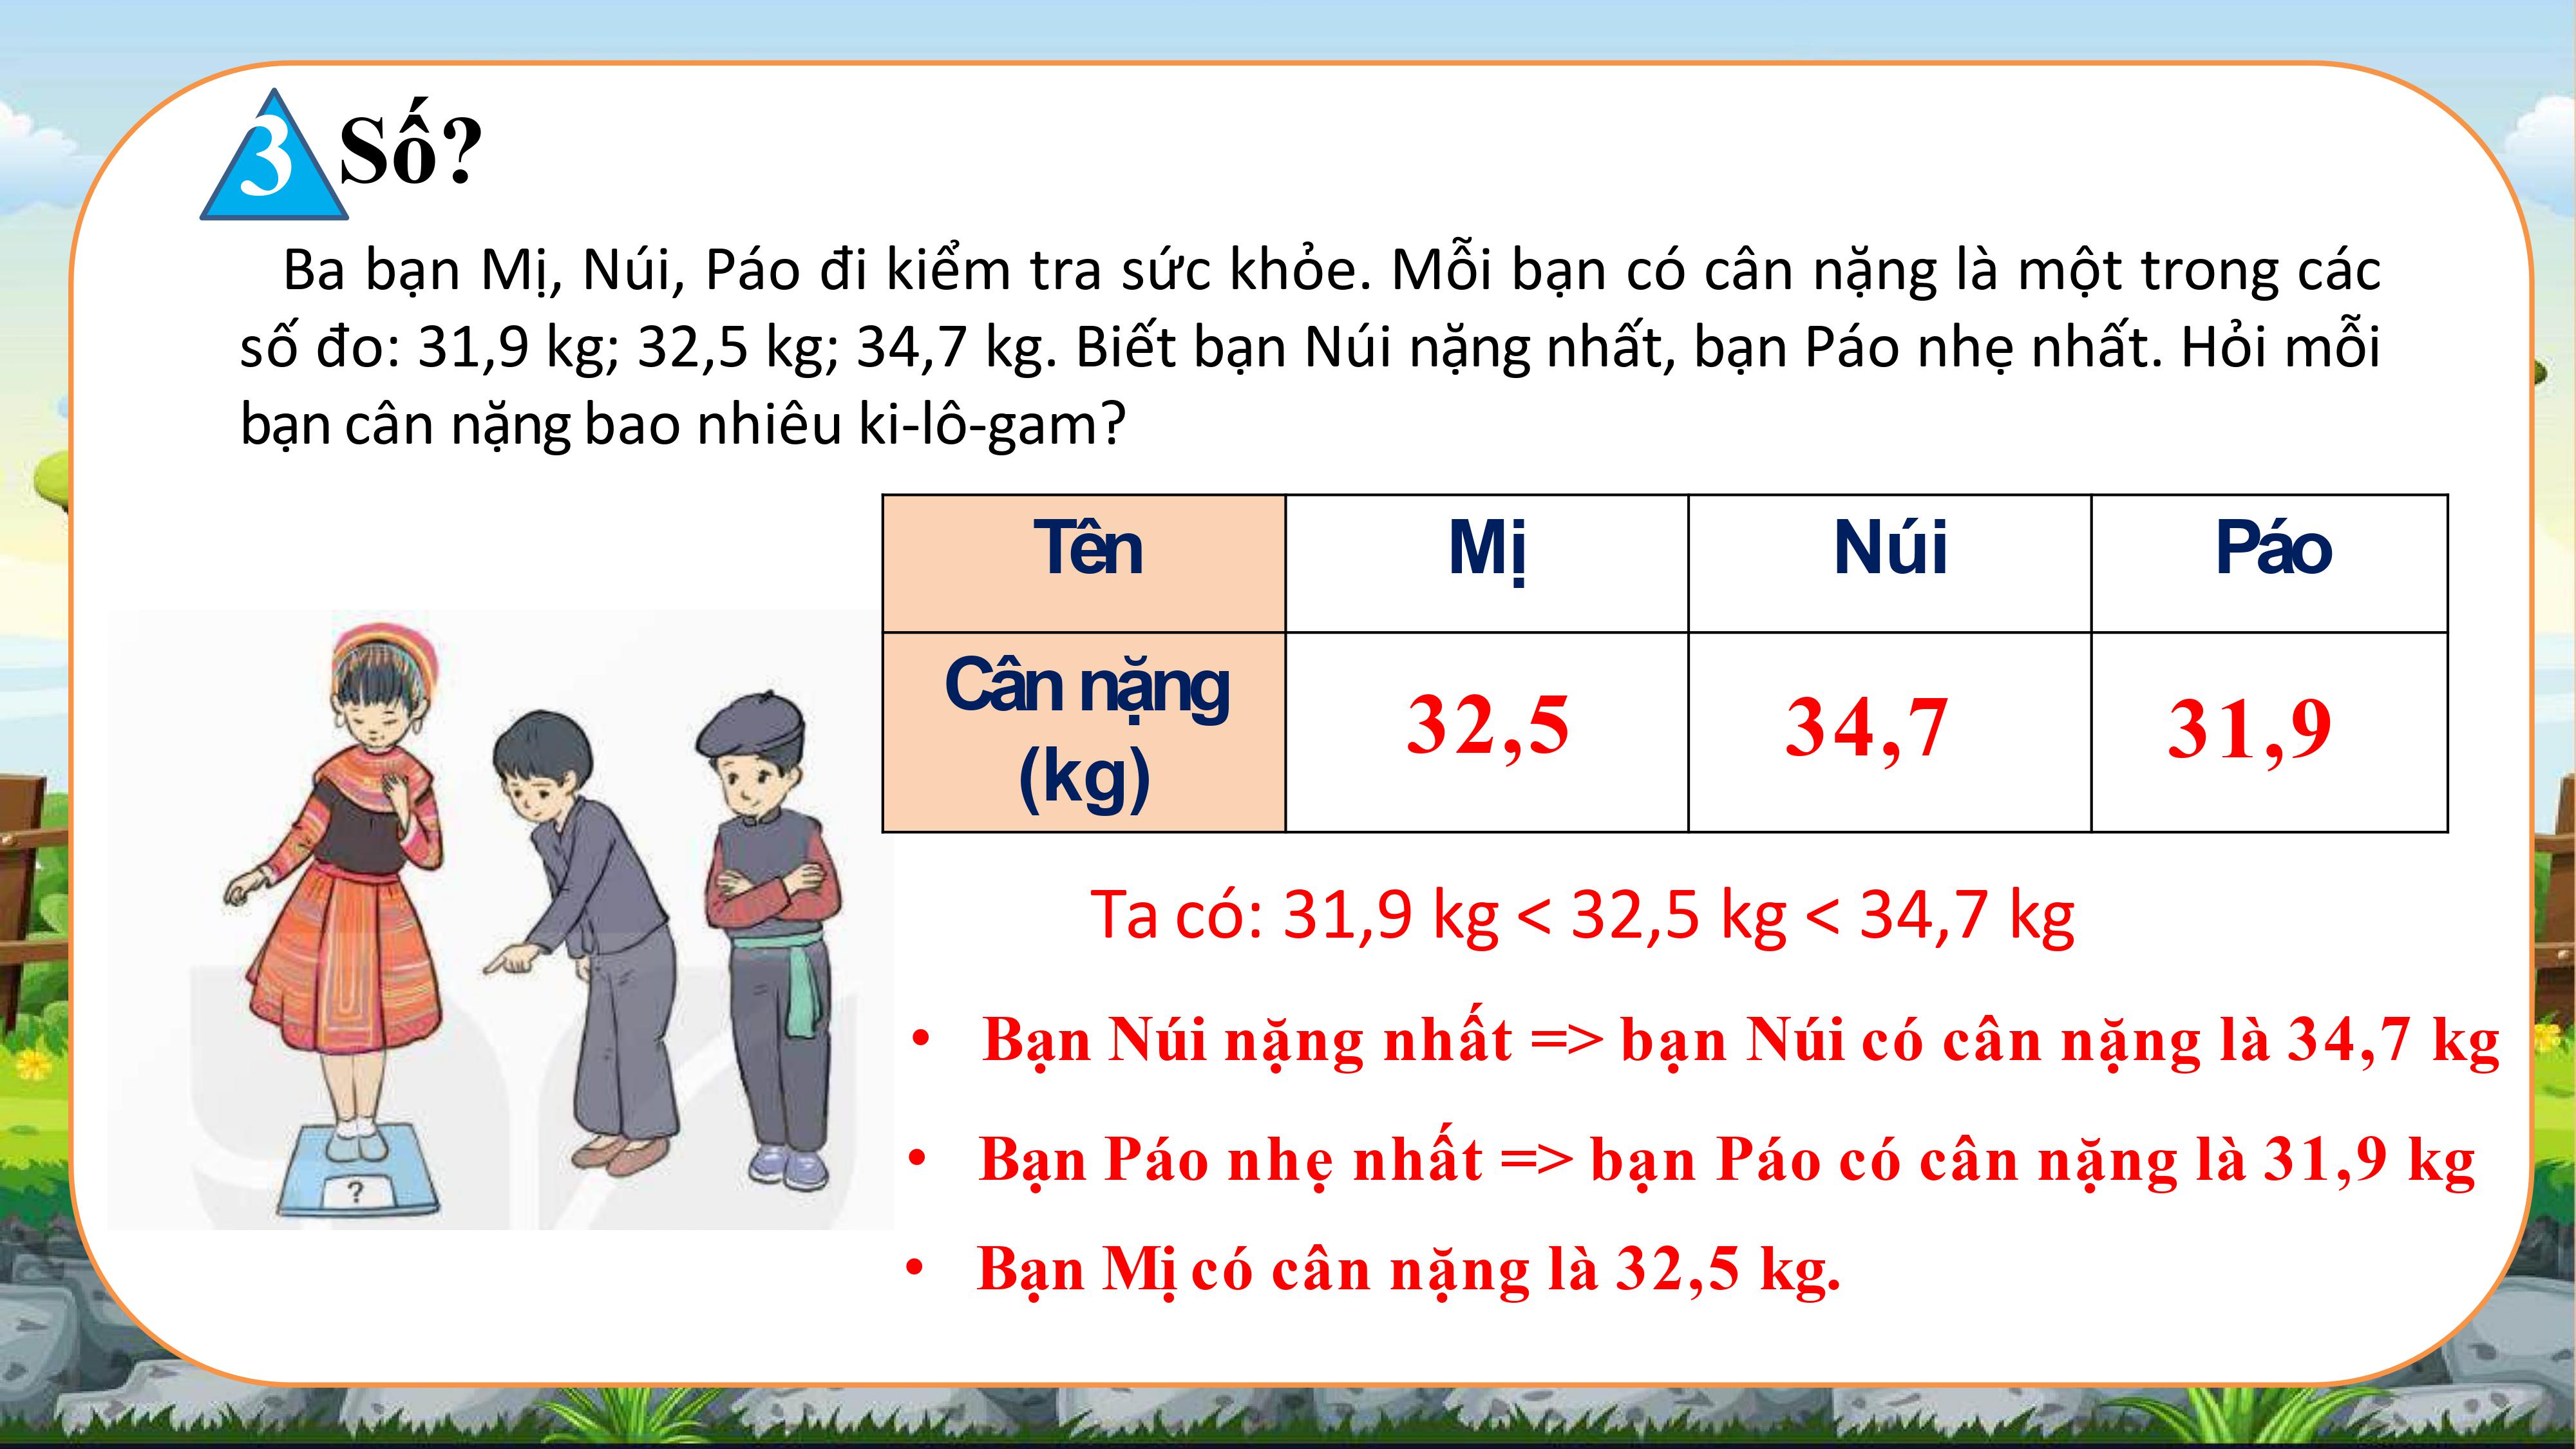 3 Số?
Ba bạn Mị, Núi, Páo đi kiểm tra sức khỏe. Mỗi bạn có cân nặng là một trong các
số đo: 31,9 kg; 32,5 kg; 34,7 kg. Biết bạn Núi nặng nhất, bạn Páo nhẹ nhất. Hỏi mỗi
bạn cân nặng bao nhiêu ki-lô-gam?
Tên Mị Núi Páo
Cân nặng
(kg)
32,5 34,7 31,9
Ta có: 31,9 kg < 32,5 kg < 34,7 kg
• Bạn Núi nặng nhất => bạn Núi có cân nặng là 34,7 kg
• Bạn Páo nhẹ nhất => bạn Páo có cân nặng là 31,9 kg
• Bạn Mị có cân nặng là 32,5 kg.
?